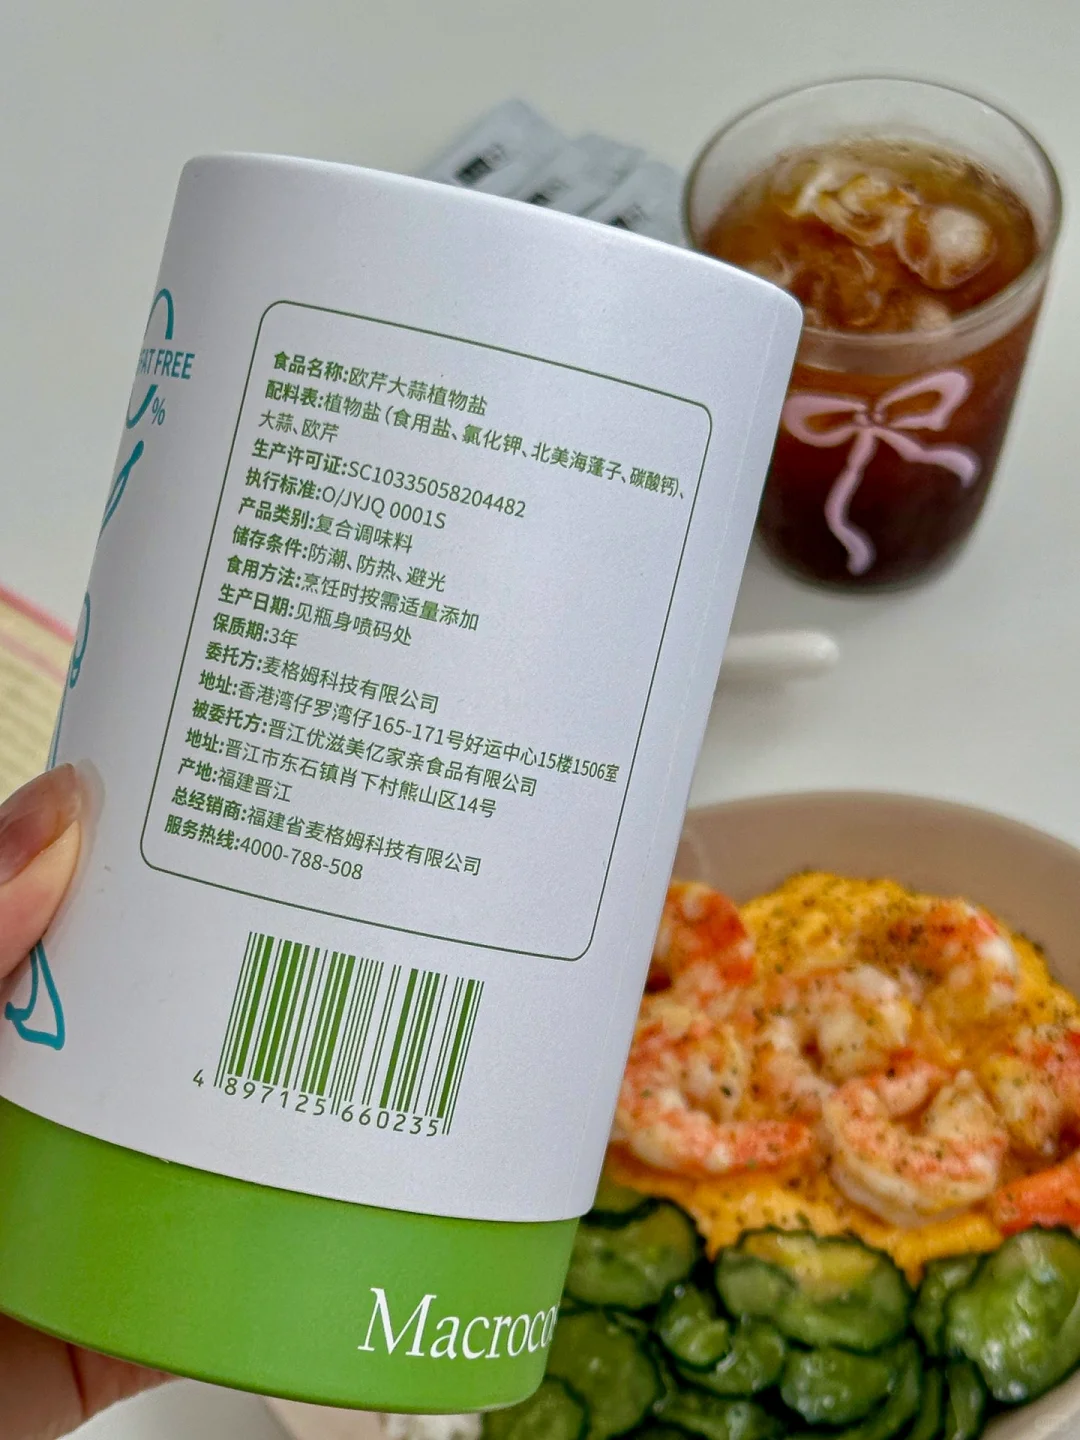 FAT FREE
%
食品名称:欧芹大蒜植物盐
配料表:植物盐(食用盐、氯化钾、北美海蓬子、碳酸钙)、
大蒜、欧芹
生产许可证:SC10335058204482
执行标准:Q/JYJQ 0001S
产品类别:复合调味料
储存条件:防潮、防热、避光
食用方法:烹饪时按需适量添加
生产日期:见瓶身喷码处
保质期:3年
委托方:麦格姆科技有限公司
地址:香港湾仔罗湾仔165-171号好运中心15楼1506室
被委托方:晋江优滋美亿家亲食品有限公司
地址:晋江市东石镇肖下村熊山区14号
产地:福建晋江
总经销商:福建省麦格姆科技有限公司
服务热线:4000-788-508
4 897125 660235
Macroco